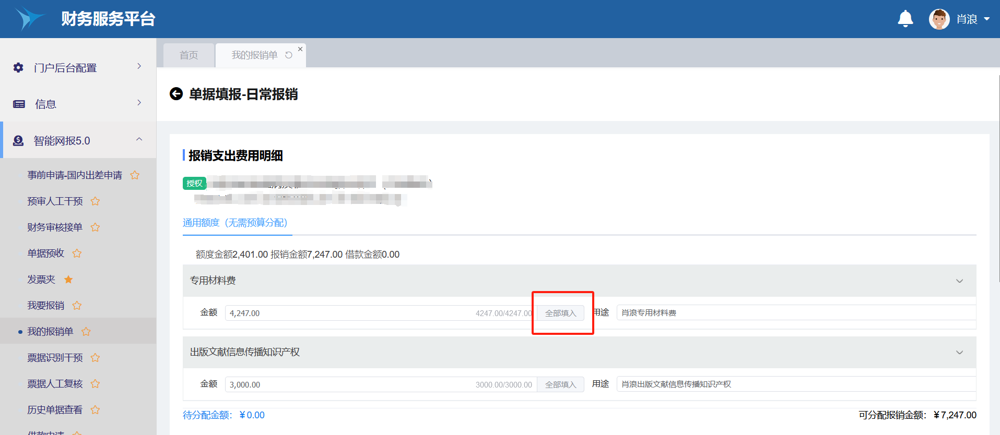 财务服务平台
肖浪
门户后台配置
信息
智能网报5.0
事前申请-国内出差申请
预审人工干预
财务审核接单
单据预收
发票夹
我要报销
我的报销单
票据识别干预
票据人工复核
历史单据查看
借款申请
首页 我的报销单
单据填报-日常报销
报销支出费用明细
授权
通用额度（无需预算分配）
额度金额2,401.00 报销金额7,247.00 借款金额0.00
专用材料费
金额 4,247.00 4247.00/4247.00 全部填入 用途 肖浪专用材料费
出版文献信息传播知识产权
金额 3,000.00 3000.00/3000.00 全部填入 用途 肖浪出版文献信息传播知识产权
待分配金额：￥0.00 可分配报销金额：￥7,247.00